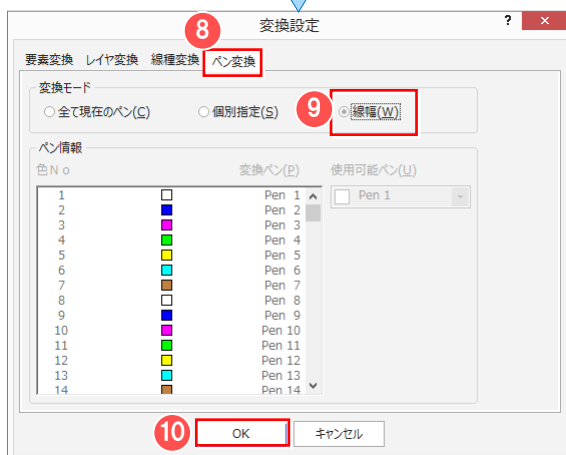 変換設定
? ×
8
要素変換 レイヤ変換 線種変換 ペン変換
変換モード
全て現在のペン(C) 個別指定(S) 9 線幅(W)
ペン情報
色No 変換ペン(P) 使用可能ペン(U)
1 Pen 1 Pen 1
2 Pen 2
3 Pen 3
4 Pen 4
5 Pen 5
6 Pen 6
7 Pen 7
8 Pen 8
9 Pen 9
10 Pen 10
11 Pen 11
12 Pen 12
13 Pen 13
14 Pen 14
10 OK キャンセル